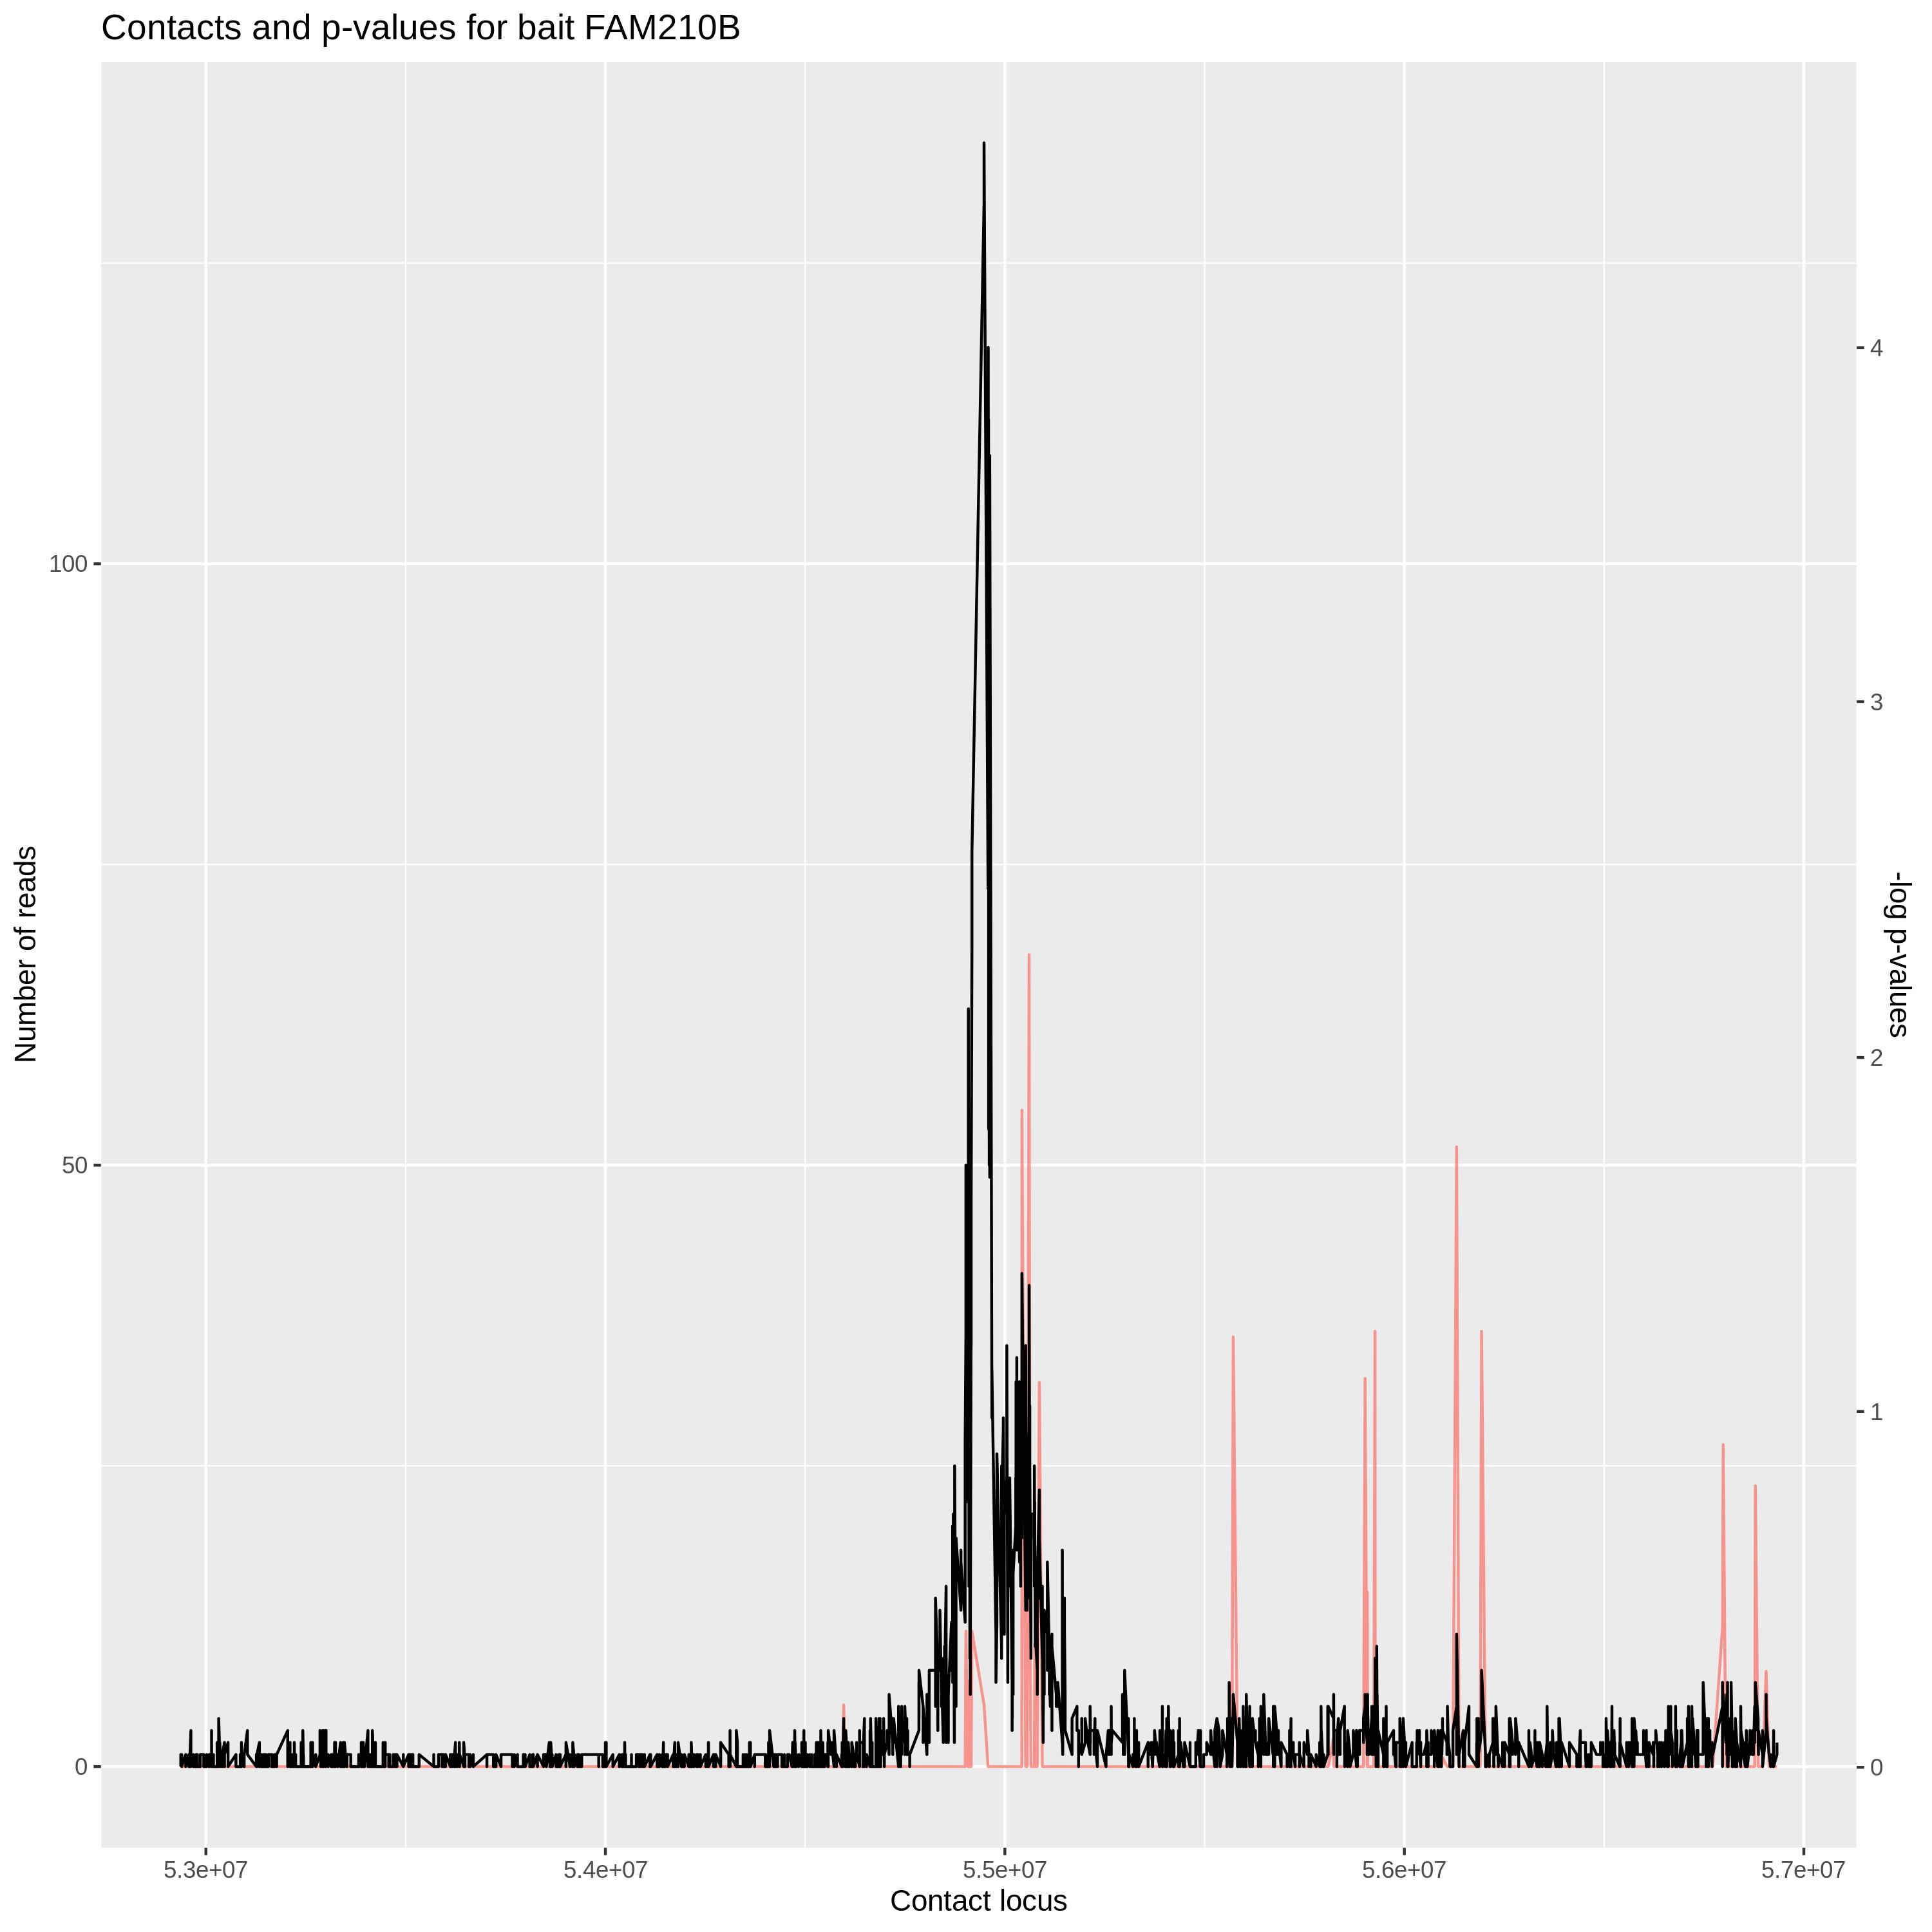 Contacts and p-values for bait FAM210B
Number of reads
100
50
0
4
3
2
1
0
-log p-values
5.3e+07
5.4e+07
5.5e+07
5.6e+07
5.7e+07
Contact locus